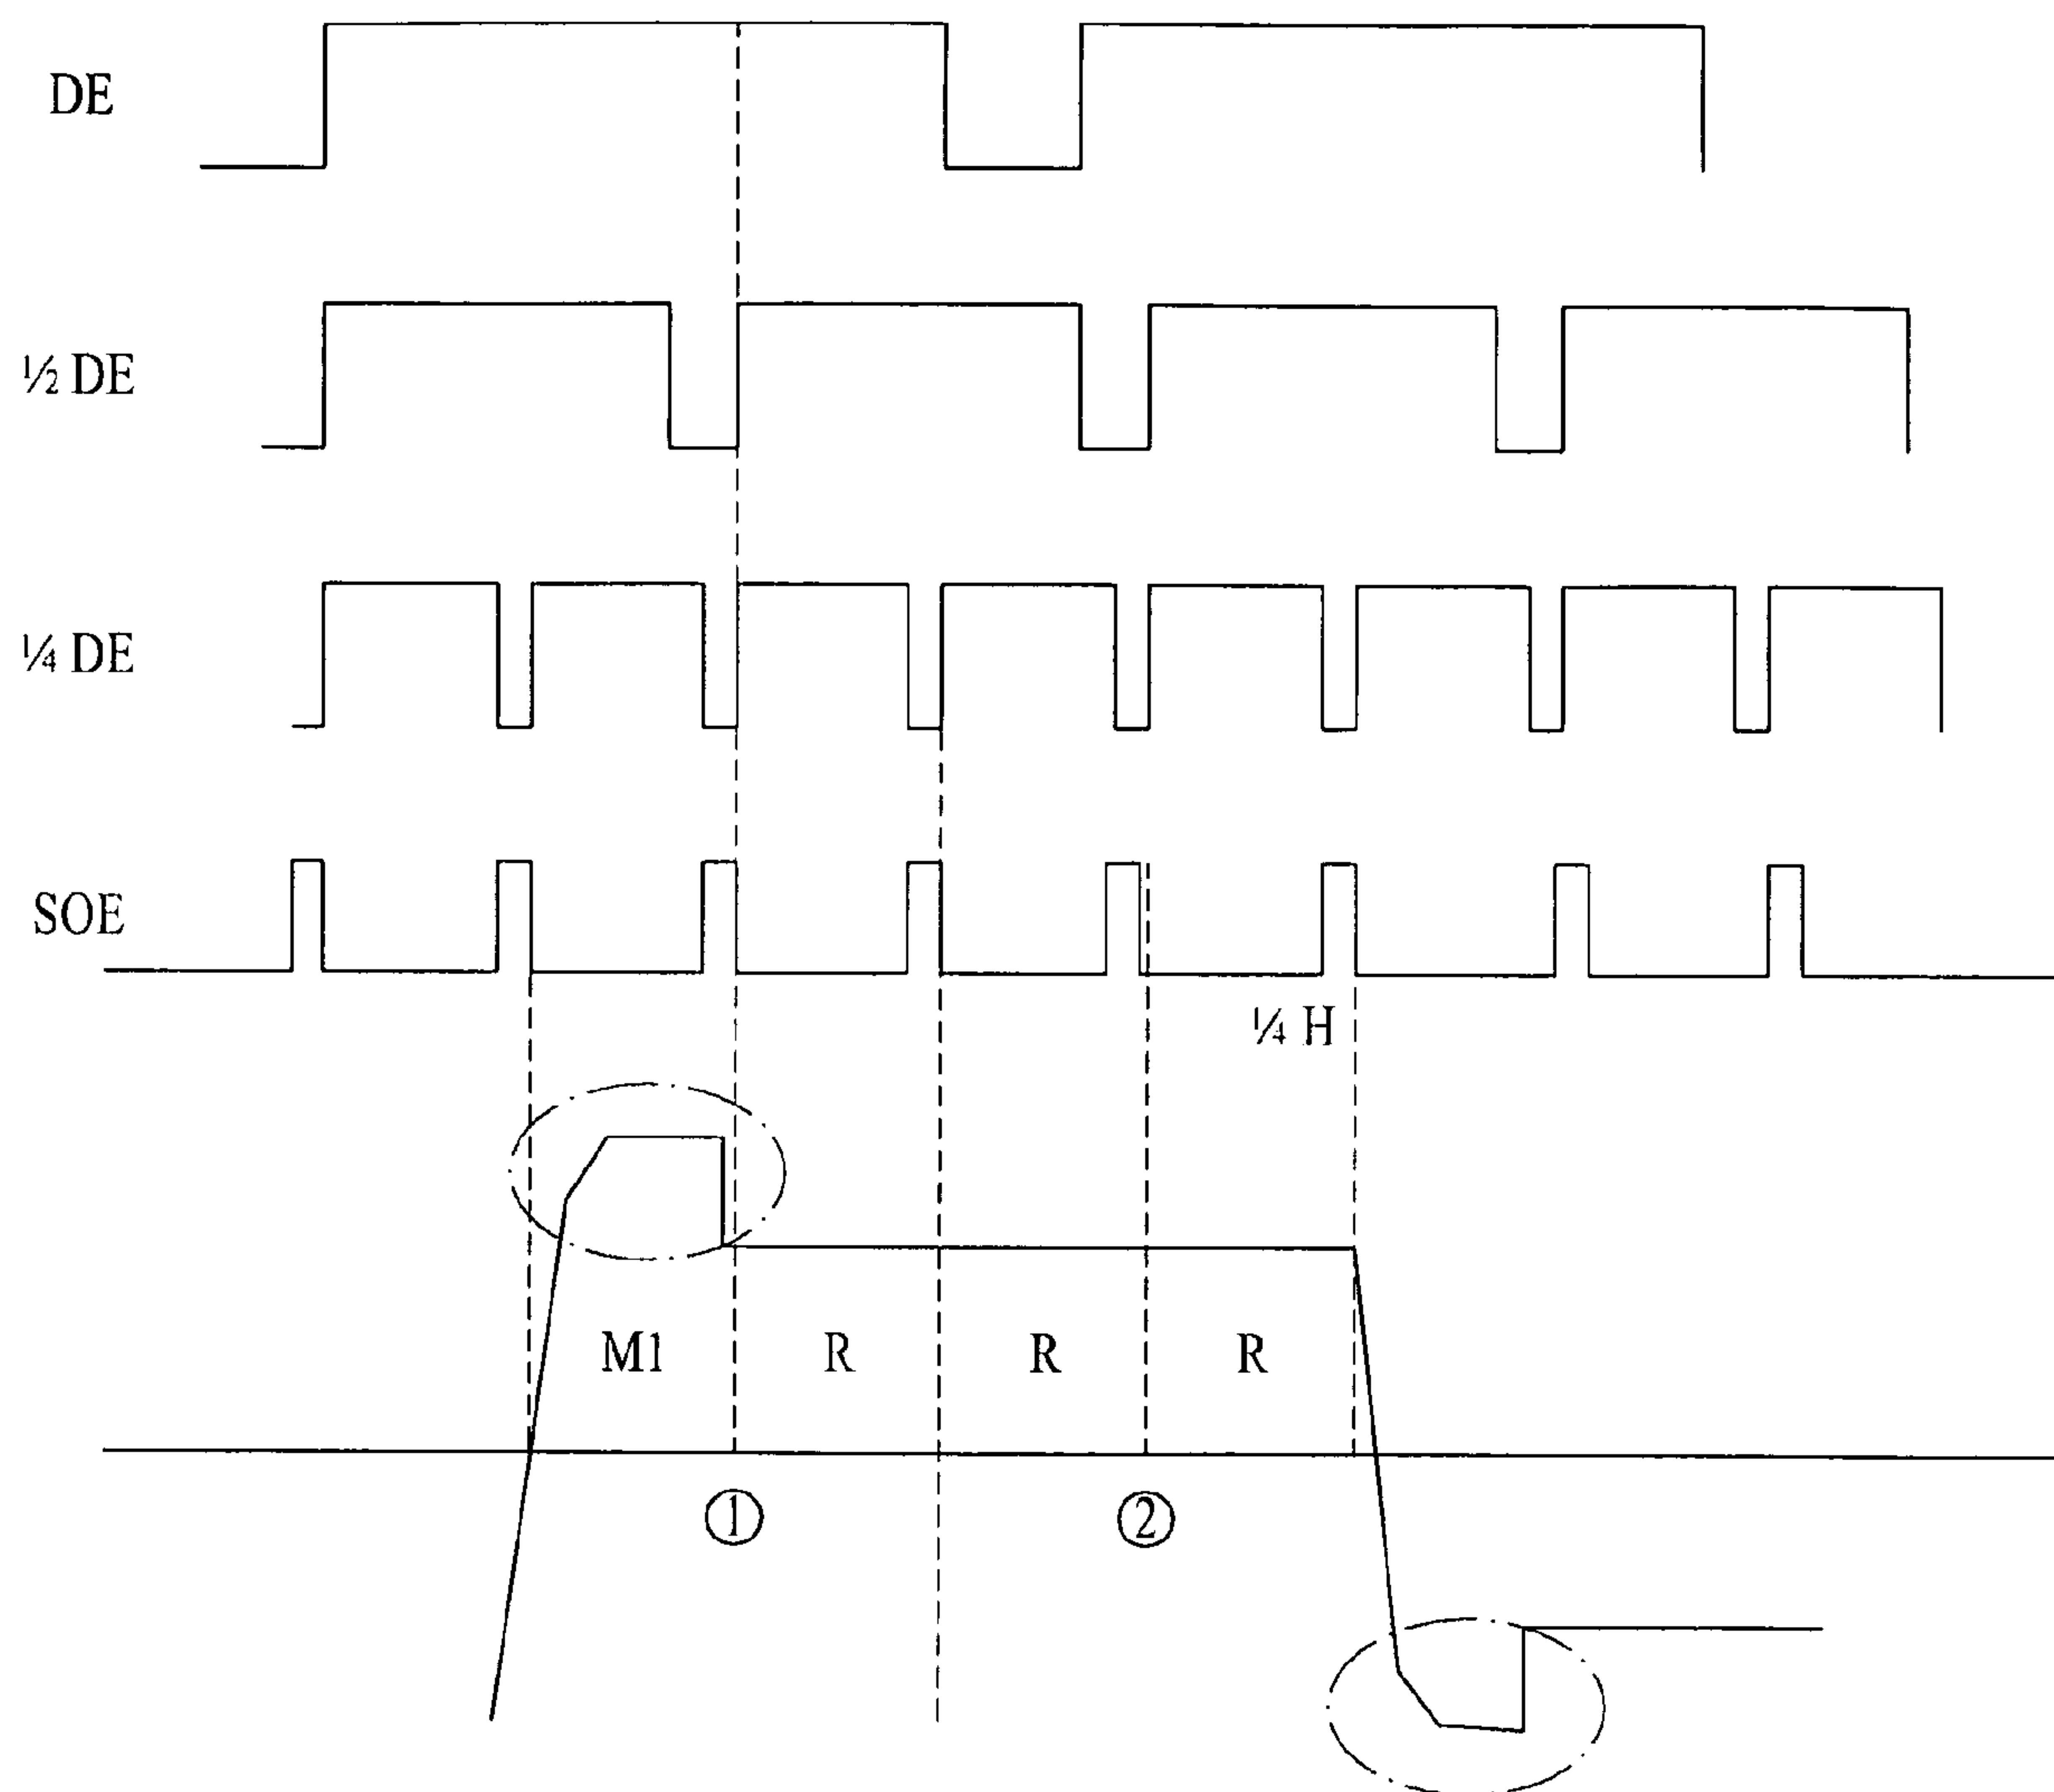 DE
½ DE
¼ DE
SOE
¼ H
M1 R R R
① ②